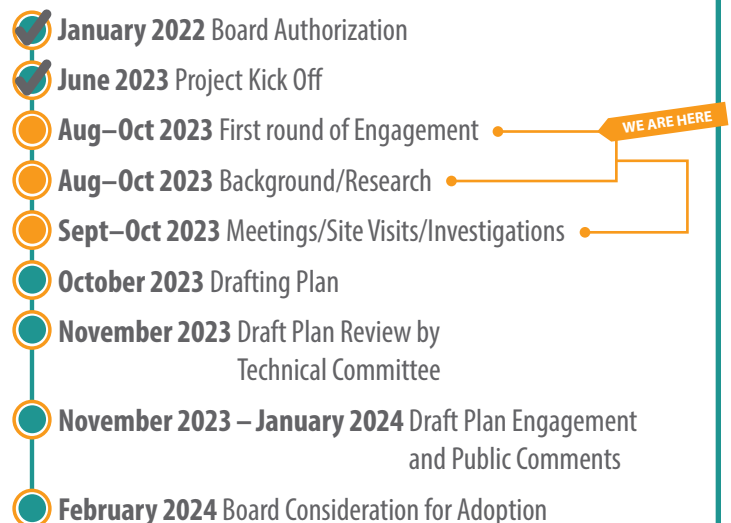 January 2022 Board Authorization
June 2023 Project Kick Off
Aug–Oct 2023 First round of Engagement
WE ARE HERE
Aug–Oct 2023 Background/Research
Sept–Oct 2023 Meetings/Site Visits/Investigations
October 2023 Drafting Plan
November 2023 Draft Plan Review by
Technical Committee
November 2023 – January 2024 Draft Plan Engagement
and Public Comments
February 2024 Board Consideration for Adoption